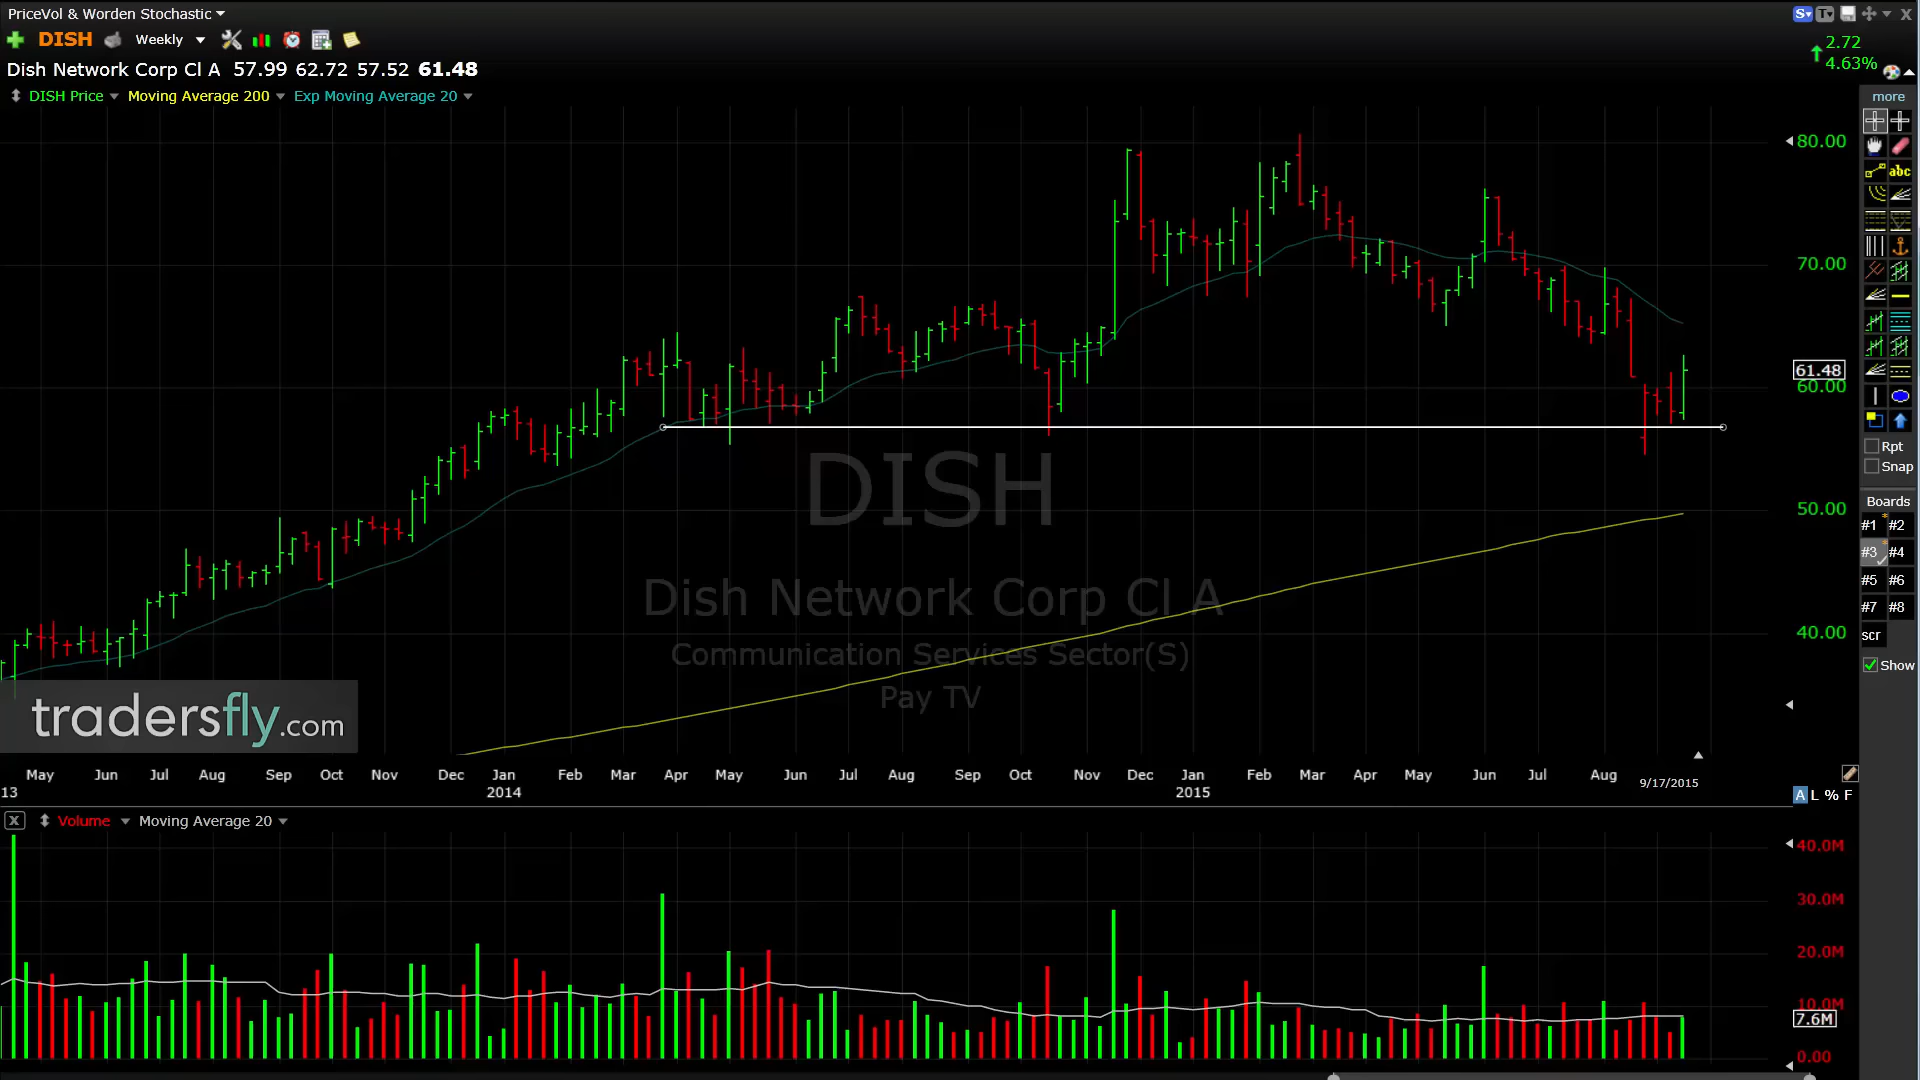 PriceVol & Worden Stochastic
S T X
DISH Weekly
2.72
4.63%
Dish Network Corp Cl A 57.99 62.72 57.52 61.48
DISH Price Moving Average 200 Exp Moving Average 20
more
80.00
abc
70.00
61.48
60.00
Rpt
Snap
DISH
50.00
Boards
#1 #2
#3 #4
#5 #6
#7 #8
Dish Network Corp Cl A
40.00
scr
Communication Services Sector(S)
Show
Pay TV
tradersfly.com
May Jun Jul Aug Sep Oct Nov Dec Jan Feb Mar Apr May Jun Jul Aug Sep Oct Nov Dec Jan Feb Mar Apr May Jun Jul Aug 9/17/2015
13 2014 2015
A L % F
X Volume Moving Average 20
40.0M
30.0M
20.0M
10.0M
7.6M
0.00